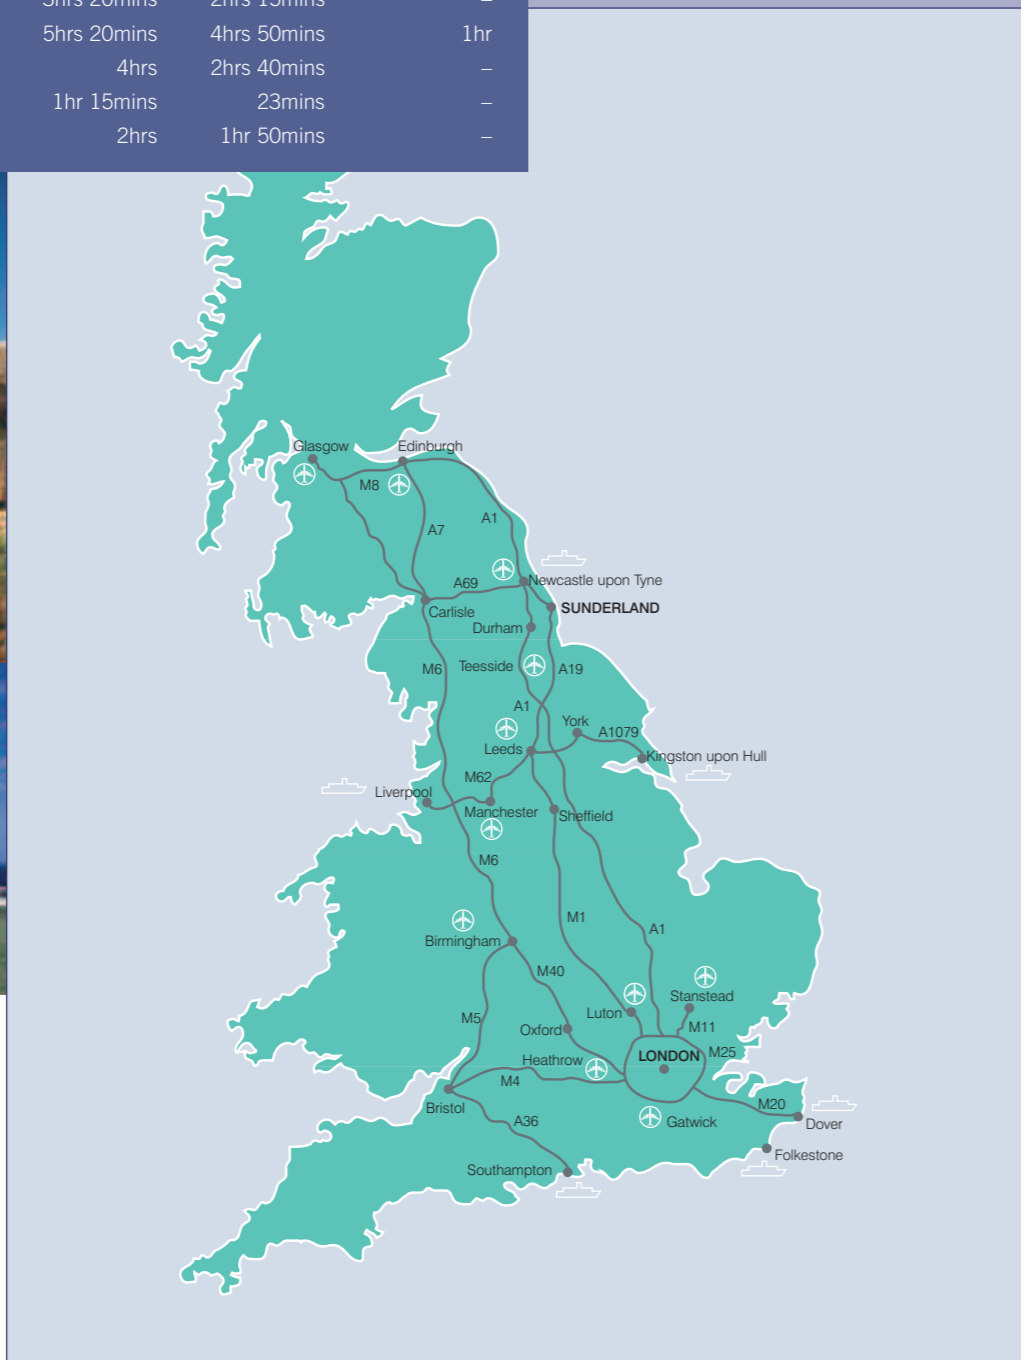 5hrs 20mins 4hrs 50mins 1hr
4hrs 2hrs 40mins –
1hr 15mins 23mins –
2hrs 1hr 50mins –
Glasgow
Edinburgh
M8
A7
A1
A69
Newcastle upon Tyne
Carlisle
SUNDERLAND
Durham
Teesside
M6
A19
A1
York
A1079
Leeds
Kingston upon Hull
M62
Liverpool
Manchester
Sheffield
M6
M1
A1
Birmingham
M40
Stanstead
Luton
M5
Oxford
M11
LONDON
M25
Heathrow
M4
M20
Bristol
A36
Gatwick
Dover
Folkestone
Southampton